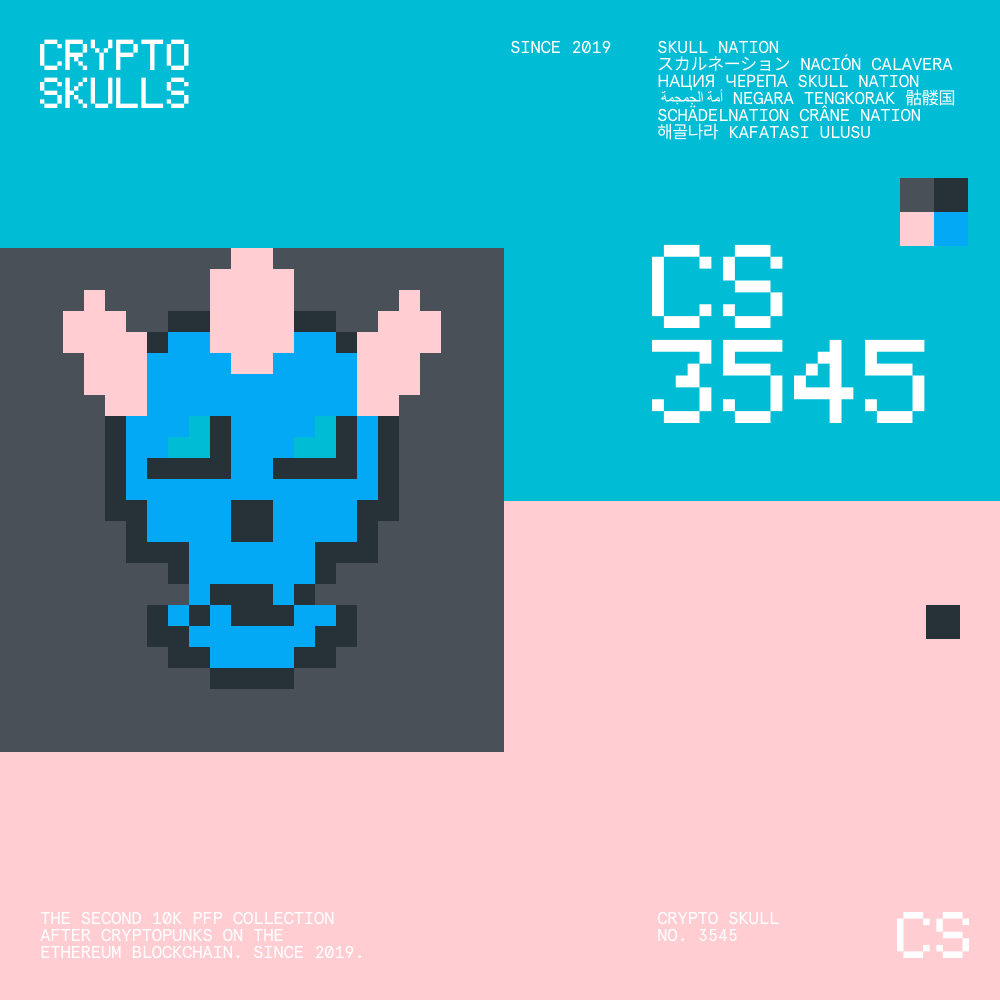 CRYPTO
SKULLS
SINCE 2019
SKULL NATION
スカルネーション NACIÓN CALAVERA
НАЦИЯ ЧЕРЕПА SKULL NATION
أمة الجمجمة NEGARA TENGKORAK 骷髅国
SCHÄDELNATION CRÂNE NATION
해골나라 KAFATASI ULUSU
CS
3545
THE SECOND 10K PFP COLLECTION
AFTER CRYPTOPUNKS ON THE
ETHEREUM BLOCKCHAIN. SINCE 2019.
CRYPTO SKULL
NO. 3545
CS